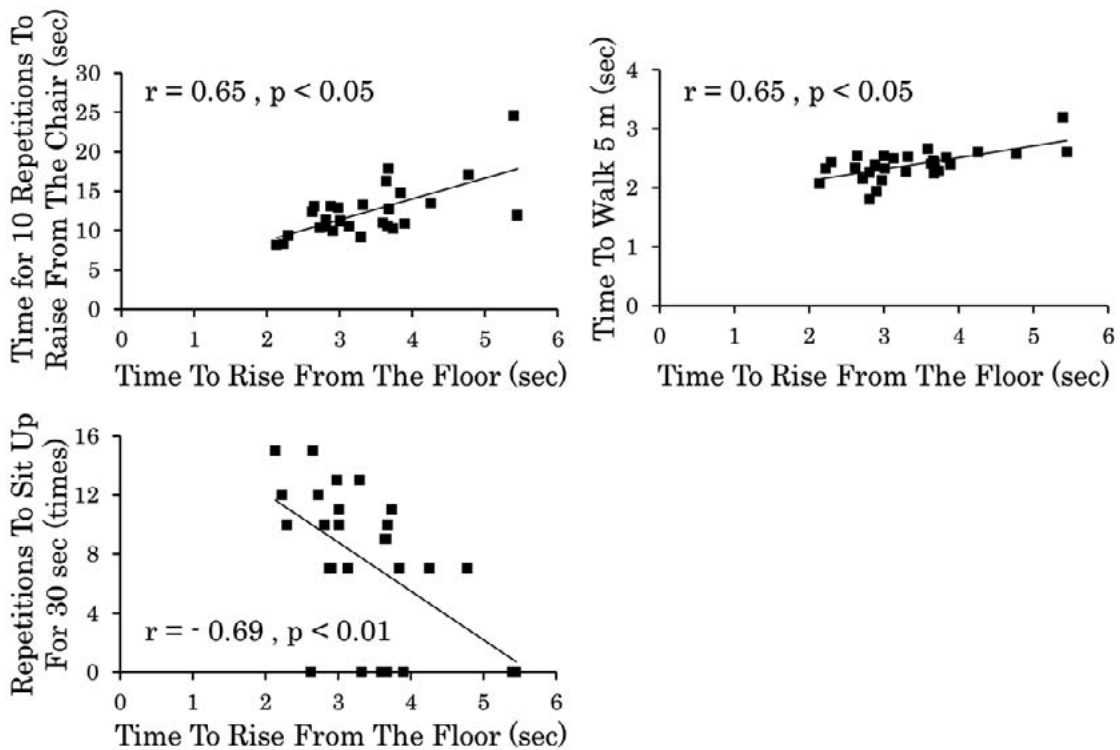 Time for 10 Repetitions To
Raise From The Chair (sec)
30
25
20
15
10
5
0
r = 0.65 , p < 0.05
0 1 2 3 4 5 6
Time To Rise From The Floor (sec)
Time To Walk 5 m (sec)
4
3
2
1
0
r = 0.65 , p < 0.05
0 1 2 3 4 5 6
Time To Rise From The Floor (sec)
Repetitions To Sit Up
For 30 sec (times)
16
12
8
4
0
r = - 0.69 , p < 0.01
0 1 2 3 4 5 6
Time To Rise From The Floor (sec)